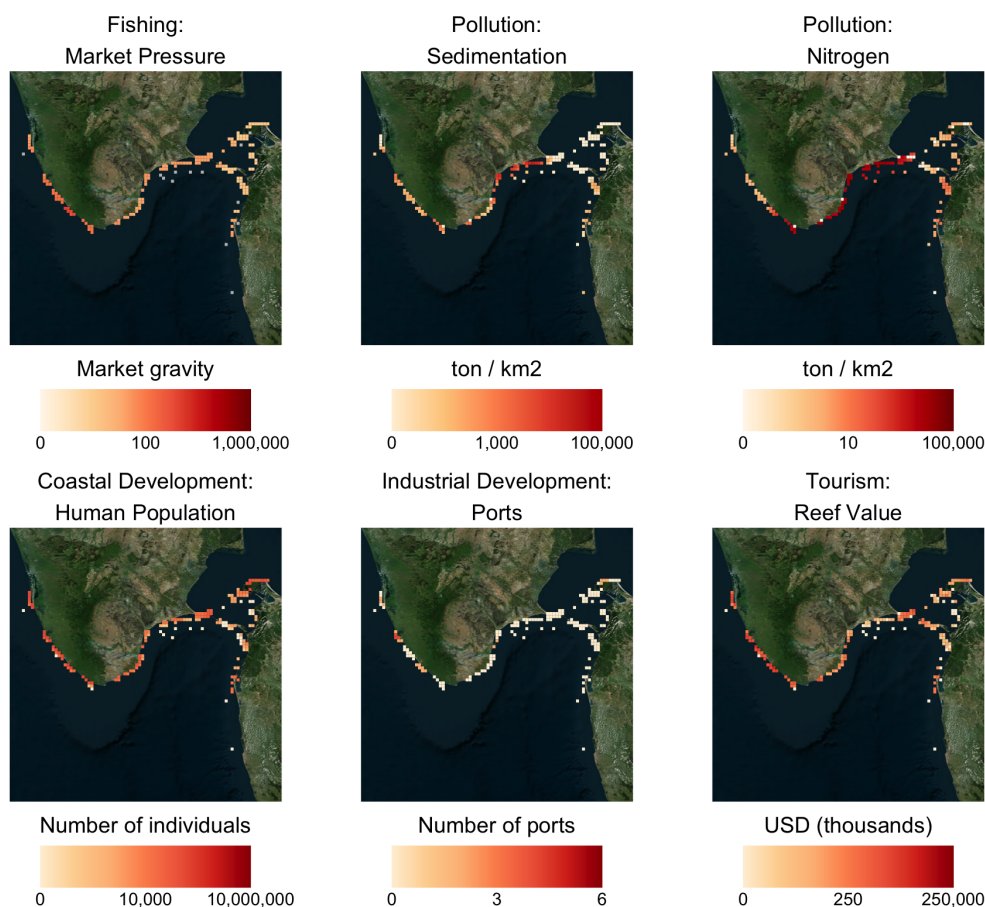 Fishing:
Market Pressure
Pollution:
Sedimentation
Pollution:
Nitrogen
Market gravity
0 100 1,000,000
ton / km2
0 1,000 100,000
ton / km2
0 10 100,000
Coastal Development:
Human Population
Industrial Development:
Ports
Tourism:
Reef Value
Number of individuals
0 10,000 10,000,000
Number of ports
0 3 6
USD (thousands)
0 250 250,000